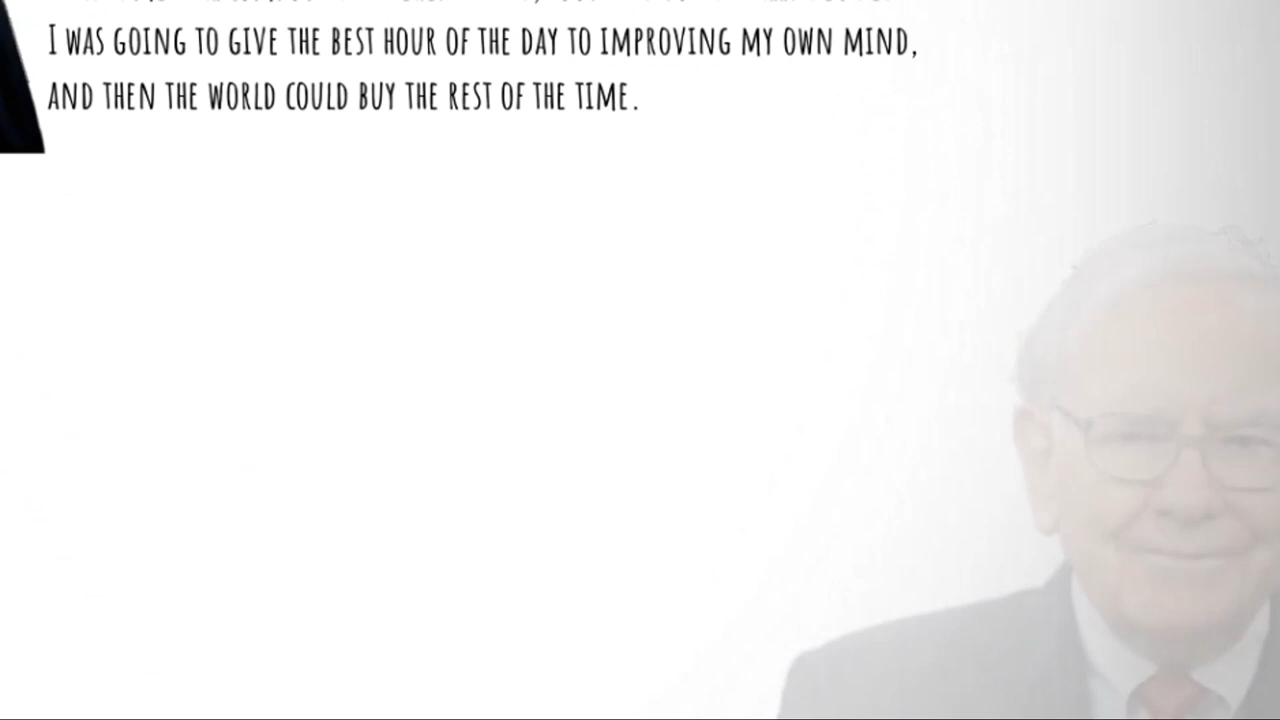 I WAS GOING TO GIVE THE BEST HOUR OF THE DAY TO IMPROVING MY OWN MIND,
AND THEN THE WORLD COULD BUY THE REST OF THE TIME.